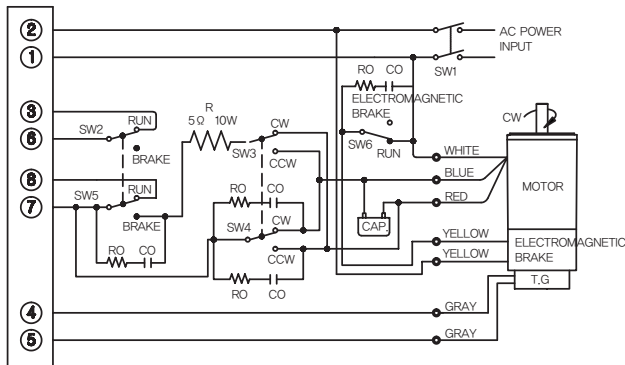 2
AC POWER
INPUT
1
SW1
RO CO
ELECTROMAGNETIC
BRAKE
SW6
RUN
CW
3
RUN
R
5Ω 10W
CW
6
SW2
BRAKE
SW3
CCW
WHITE
8
RUN
BLUE
MOTOR
7
SW5
BRAKE
RO CO
RED
SW4
CW
CAP.
CCW
RO CO
RO CO
YELLOW
YELLOW
ELECTROMAGNETIC
BRAKE
T.G
4
GRAY
5
GRAY